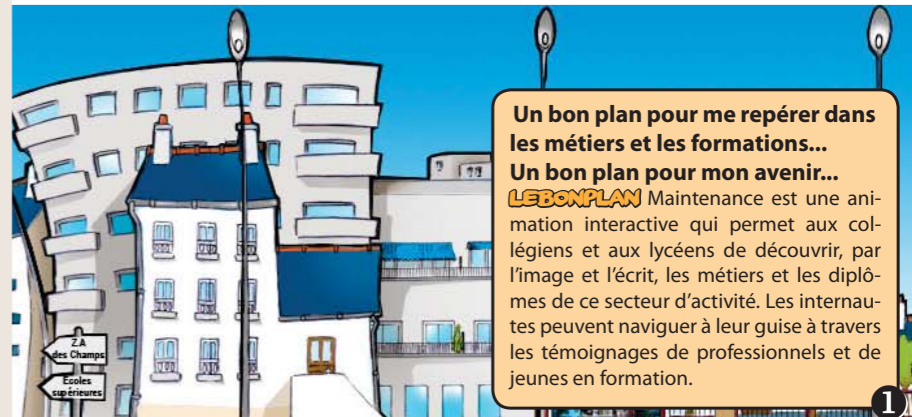 Un bon plan pour me repérer dans
les métiers et les formations...
Un bon plan pour mon avenir...
LEBONPLAN Maintenance est une ani-
mation interactive qui permet aux col-
légiens et aux lycéens de découvrir, par
l'image et l'écrit, les métiers et les diplô-
mes de ce secteur d'activité. Les internau-
tes peuvent naviguer à leur guise à travers
les témoignages de professionnels et de
jeunes en formation.
1
Z.A
des Champs
Ecoles
supérieures